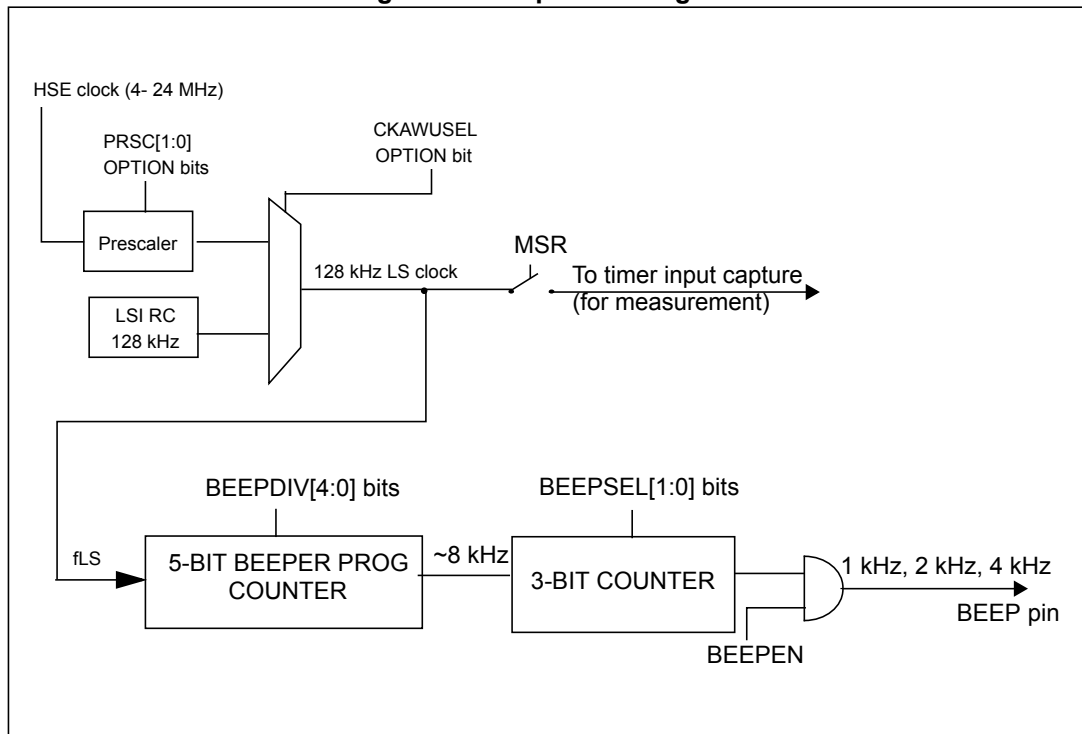 HSE clock (4- 24 MHz)
PRSC[1:0]
OPTION bits
CKAWUSEL
OPTION bit
Prescaler
MSR
128 kHz LS clock
To timer input capture
(for measurement)
LSI RC
128 kHz
BEEPDIV[4:0] bits
BEEPSEL[1:0] bits
fLS
5-BIT BEEPER PROG
COUNTER
~8 kHz
3-BIT COUNTER
1 kHz, 2 kHz, 4 kHz
BEEP pin
BEEPEN